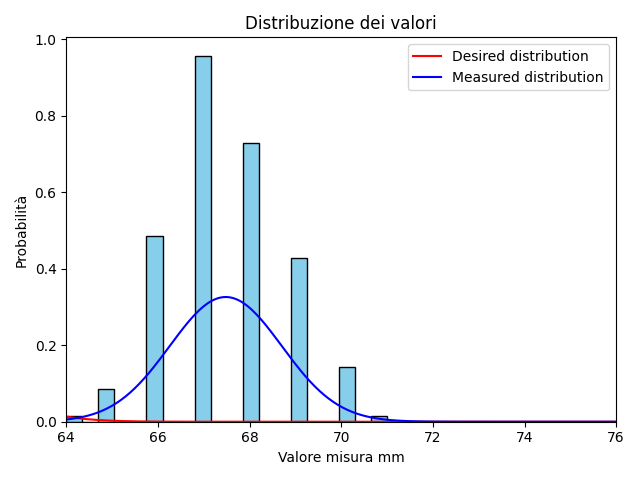 Distribuzione dei valori
Desired distribution
Measured distribution
Probabilità
1.0
0.8
0.6
0.4
0.2
0.0
64 66 68 70 72 74 76
Valore misura mm